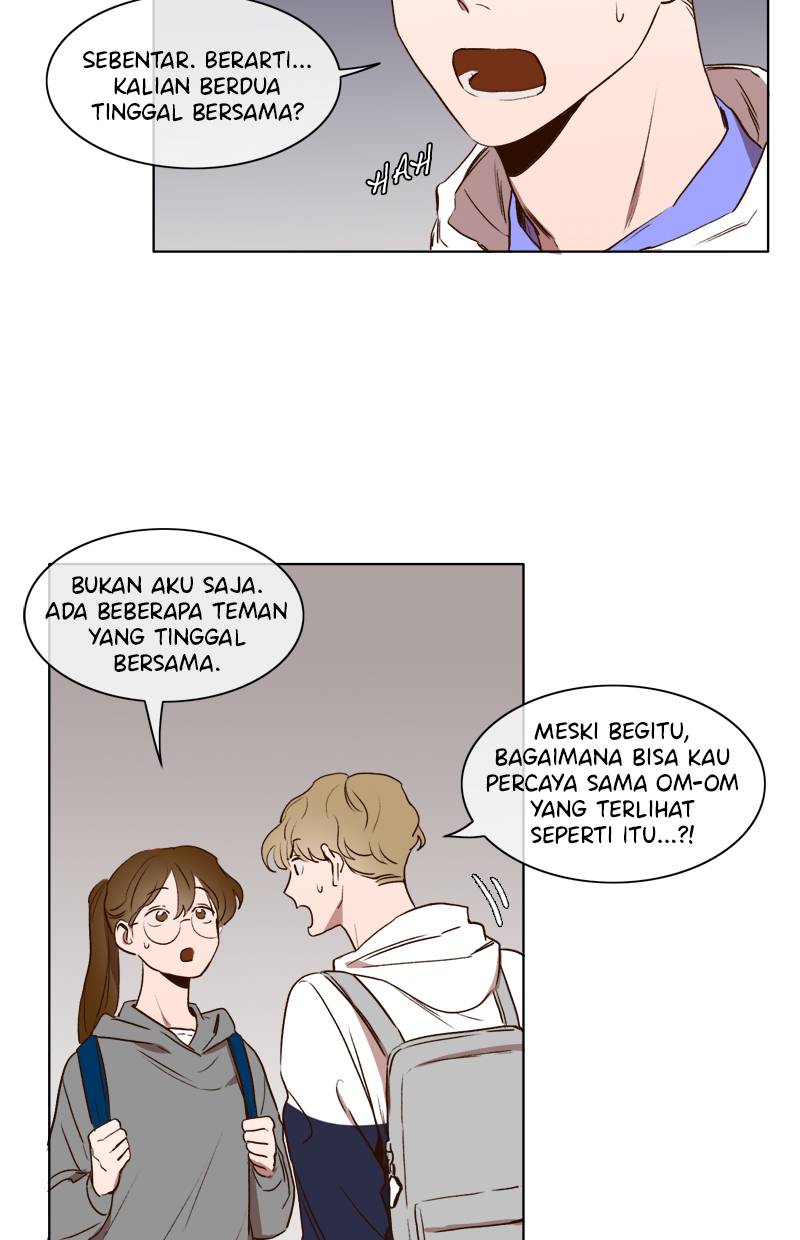 SEBENTAR. BERARTI...
KALIAN BERDUA
TINGGAL BERSAMA?
HAH
BUKAN AKU SAJA.
ADA BEBERAPA TEMAN
YANG TINGGAL
BERSAMA.
MESKI BEGITU,
BAGAIMANA BISA KAU
PERCAYA SAMA OM-OM
YANG TERLIHAT
SEPERTI ITU...?!